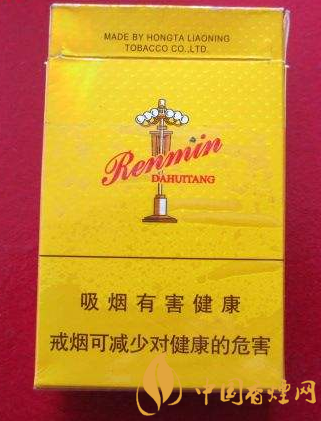 MADE BY HONGTA LIAONING
TOBACCO CO.,LTD.
Renmin
DAHUITANG
吸烟有害健康
戒烟可减少对健康的危害
中国香烟网